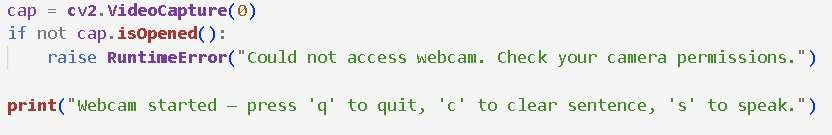 cap = cv2.VideoCapture(0)
if not cap.isOpened():
    raise RuntimeError("Could not access webcam. Check your camera permissions.")

print("Webcam started — press 'q' to quit, 'c' to clear sentence, 's' to speak.")